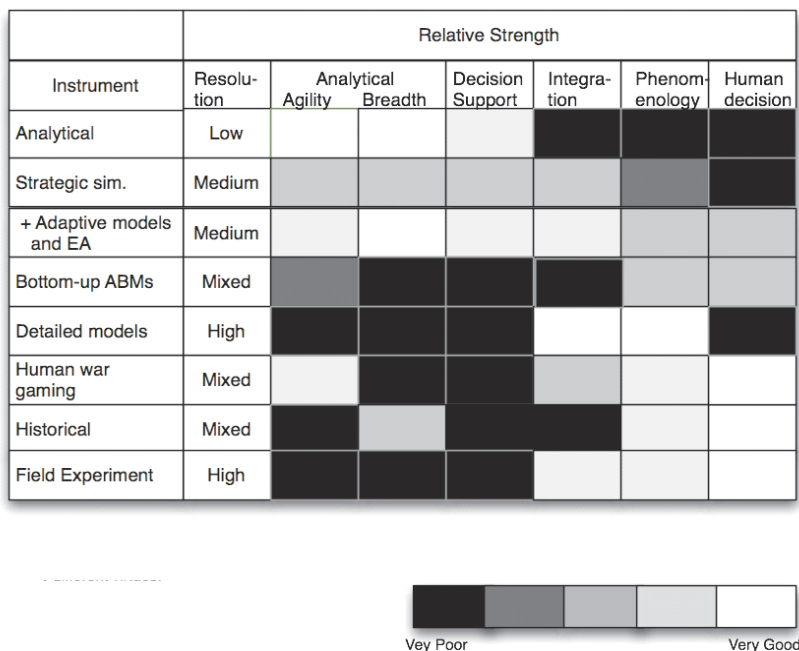 Relative Strength
Instrument
Resolu-
tion
Analytical
Agility Breadth
Decision
Support
Integra-
tion
Phenom-
enology
Human
decision
Analytical Low
Strategic sim. Medium
+ Adaptive models
and EA
Medium
Bottom-up ABMs Mixed
Detailed models High
Human war
gaming
Mixed
Historical Mixed
Field Experiment High
Vey Poor Very Good